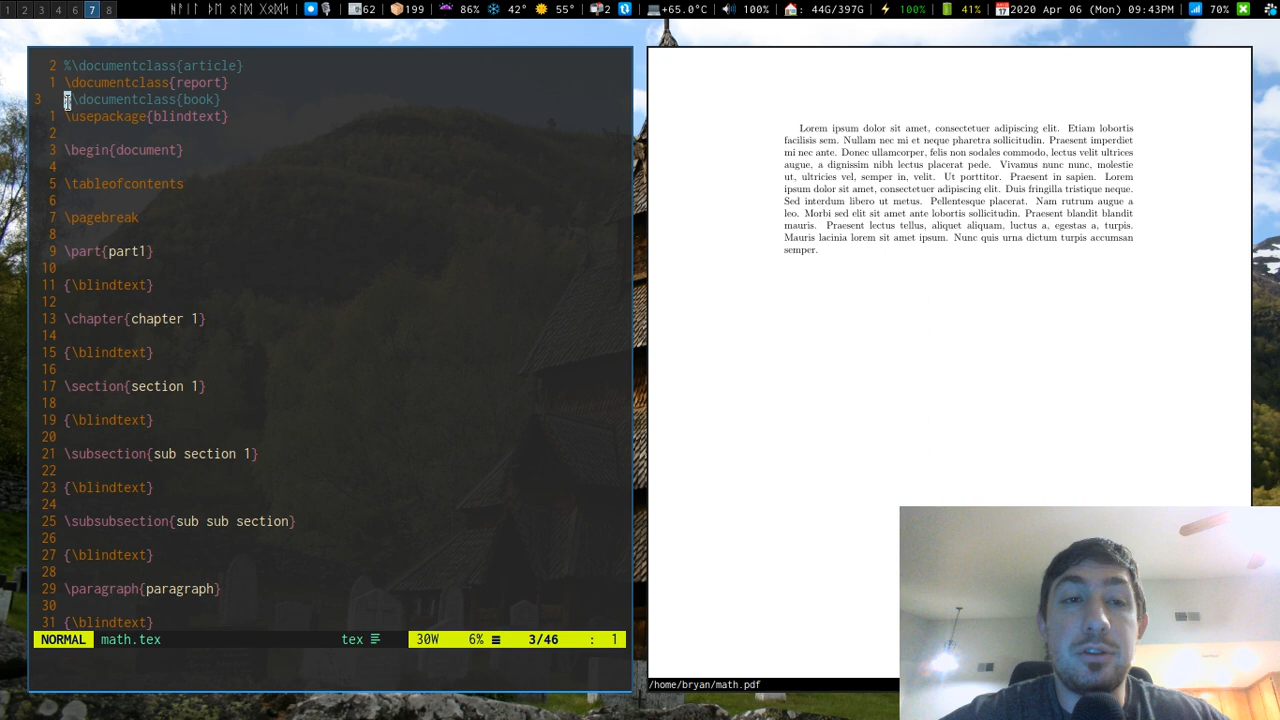 1 2 3 4 5 6 7 8 62 199 86% 42° 55° 2 +65.0°C 100% : 44G/397G 100% 41% 2020 Apr 06 (Mon) 09:43PM 70%
2 %\documentclass{article}
1 \documentclass{report}
3 %\documentclass{book}
1 \usepackage{blindtext}
2
3 \begin{document}
4
5 \tableofcontents
6
7 \pagebreak
8
9 \part{part1}
10
11 {\blindtext}
12
13 \chapter{chapter 1}
14
15 {\blindtext}
16
17 \section{section 1}
18
19 {\blindtext}
20
21 \subsection{sub section 1}
22
23 {\blindtext}
24
25 \subsubsection{sub sub section}
26
27 {\blindtext}
28
29 \paragraph{paragraph}
30
31 {\blindtext}
NORMAL math.tex tex 30W 6% 3/46 : 1
Lorem ipsum dolor sit amet, consectetuer adipiscing elit. Etiam lobortis
facilisis sem. Nullam nec mi et neque pharetra sollicitudin. Praesent imperdiet
mi nec ante. Donec ullamcorper, felis non sodales commodo, lectus velit ultrices
augue, a dignissim nibh lectus placerat pede. Vivamus nunc nunc, molestie
ut, ultricies vel, semper in, velit. Ut porttitor. Praesent in sapien. Lorem
ipsum dolor sit amet, consectetuer adipiscing elit. Duis fringilla tristique neque.
Sed interdum libero ut metus. Pellentesque placerat. Nam rutrum augue a
leo. Morbi sed elit sit amet ante lobortis sollicitudin. Praesent blandit blandit
mauris. Praesent lectus tellus, aliquet aliquam, luctus a, egestas a, turpis.
Mauris lacinia lorem sit amet ipsum. Nunc quis urna dictum turpis accumsan
semper.
/home/bryan/math.pdf